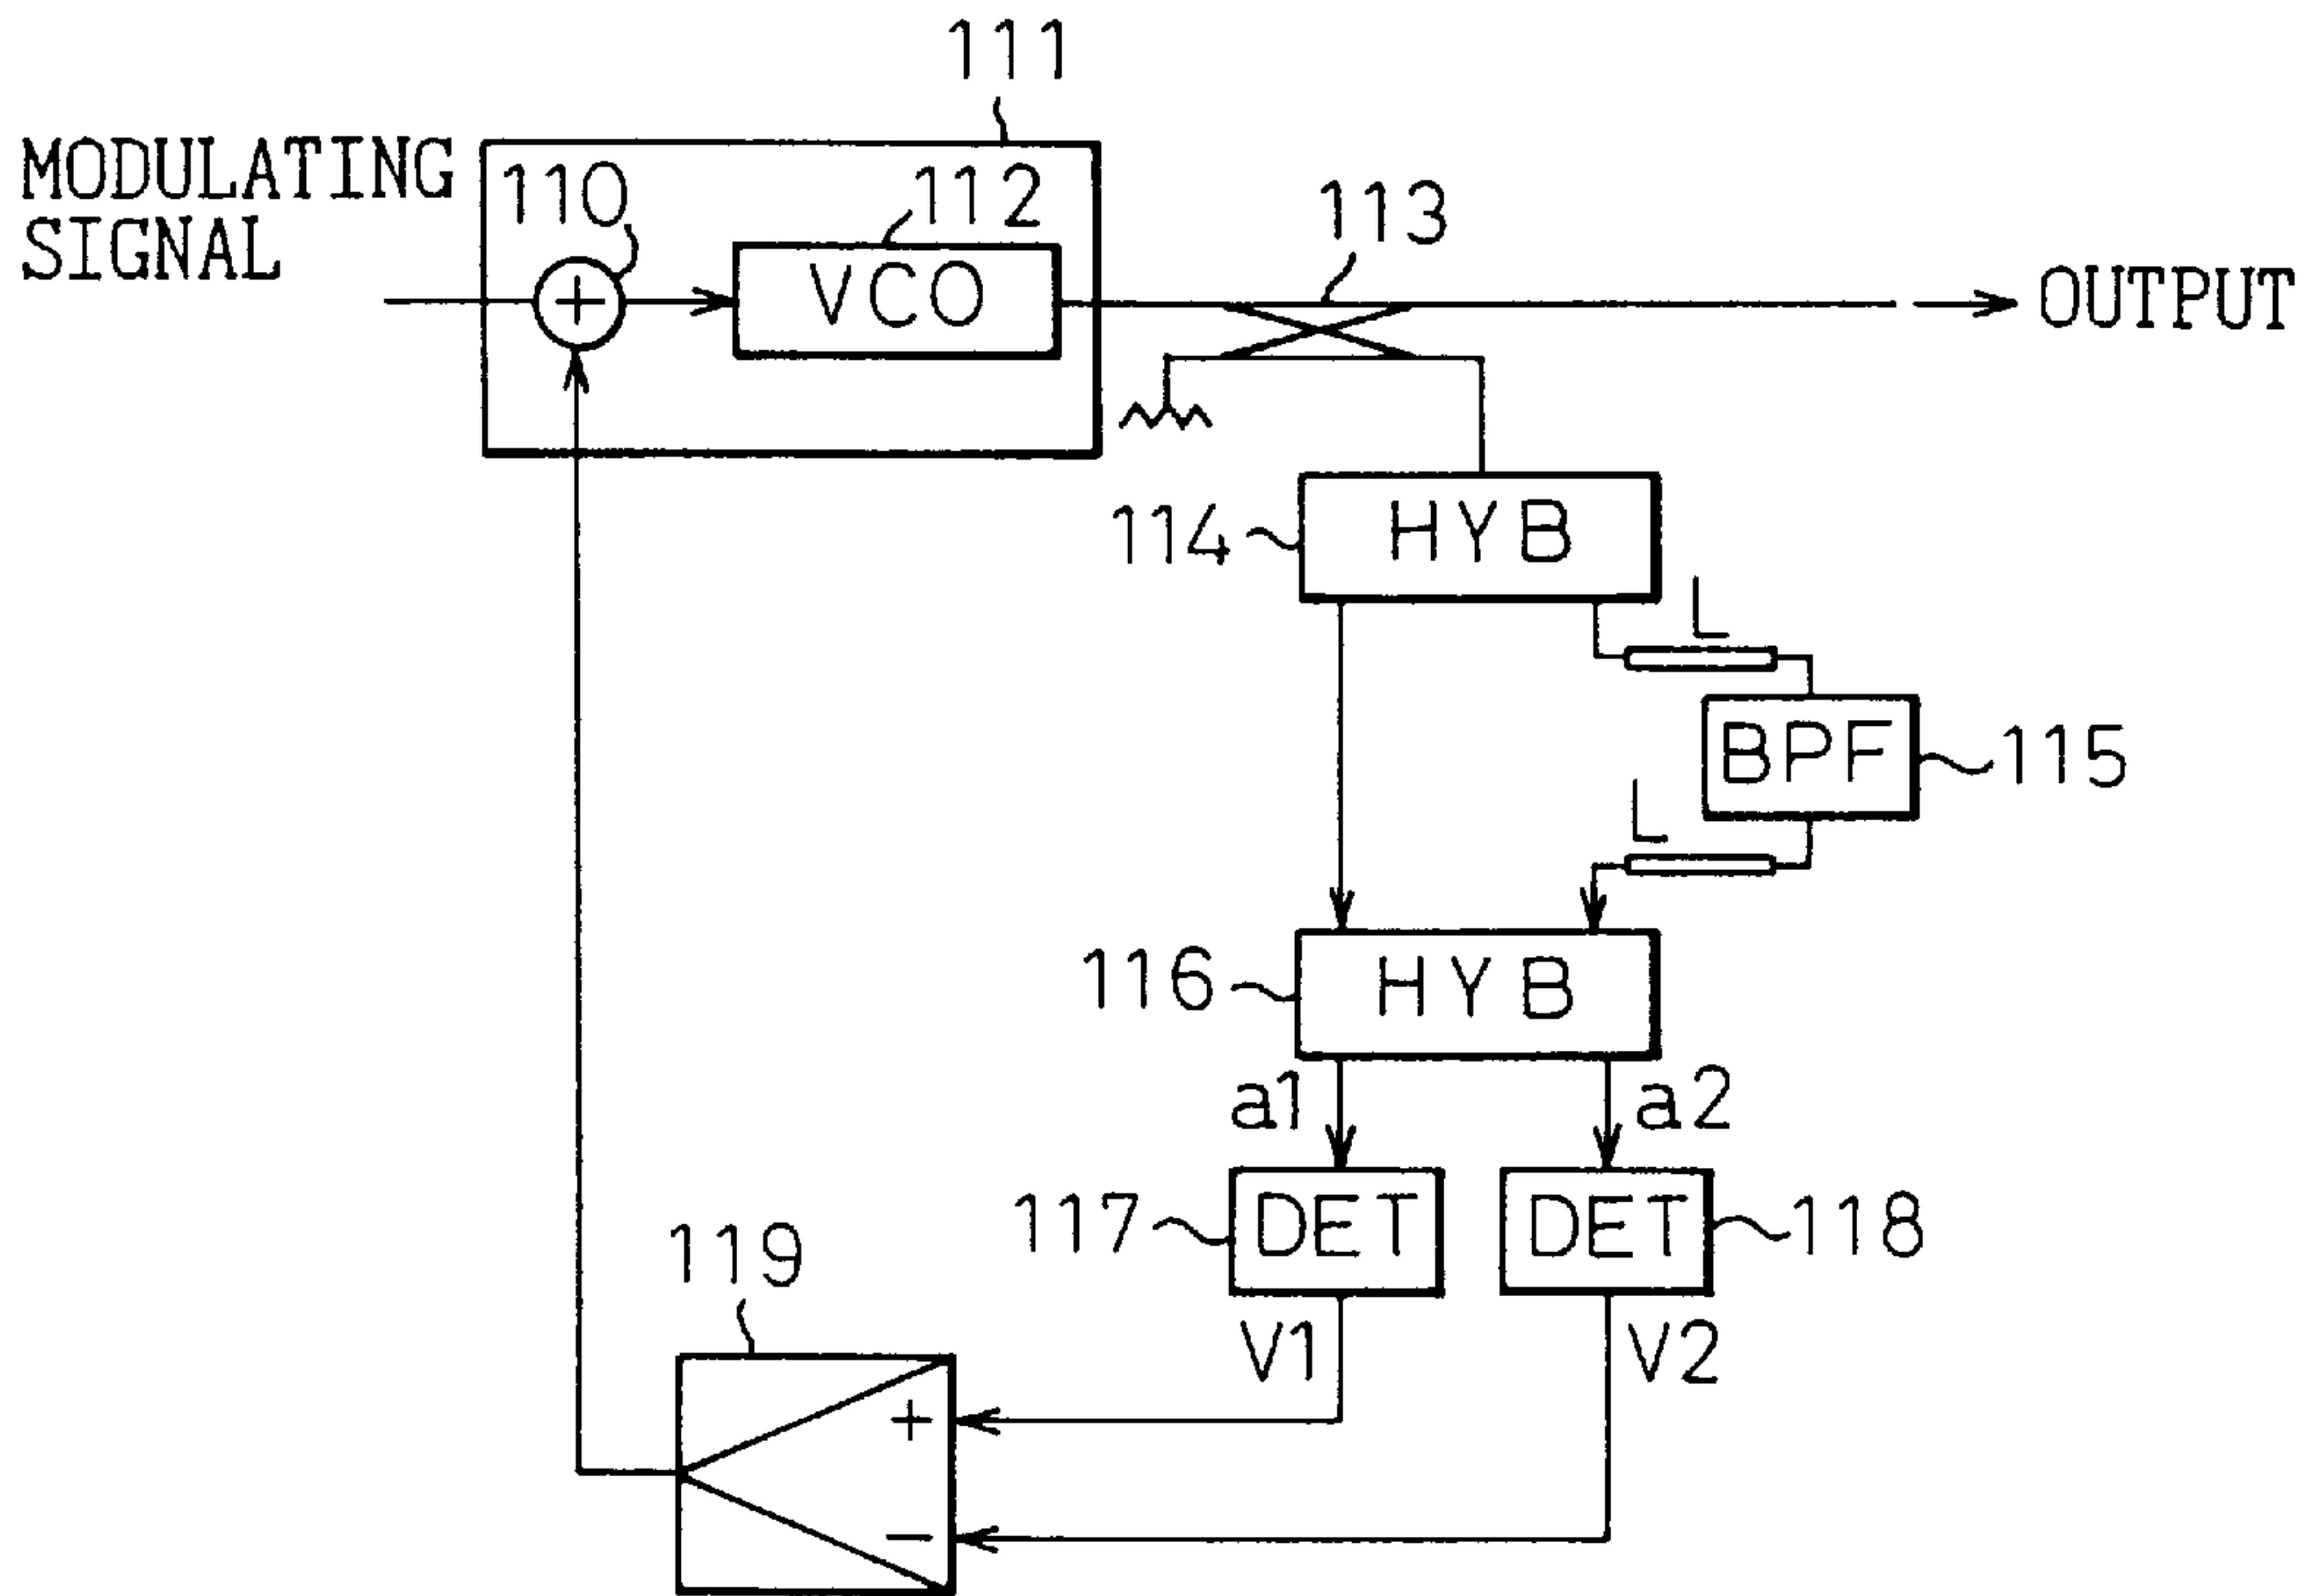 111
MODULATING
SIGNAL
110
112
113
VCO
OUTPUT
114
HYB
L
BPF
115
L
116
HYB
a1
a2
117
DET
DET
118
119
V1
V2
+
−